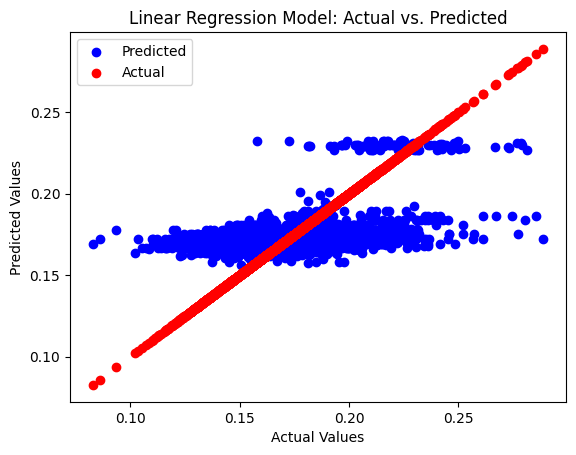 Linear Regression Model: Actual vs. Predicted
Predicted
Actual
0.25
0.20
0.15
0.10
Predicted Values
0.10
0.15
0.20
0.25
Actual Values